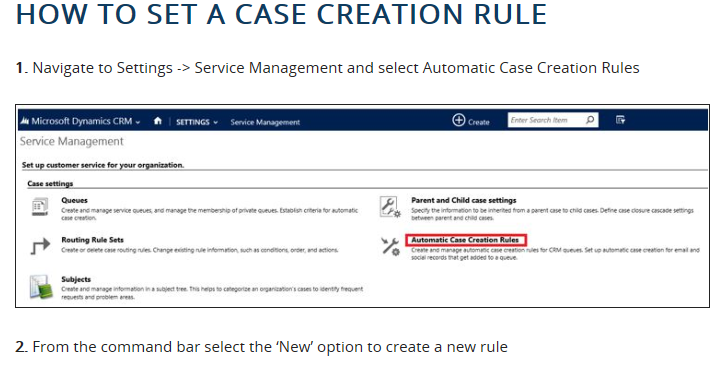 HOW TO SET A CASE CREATION RULE
1. Navigate to Settings -> Service Management and select Automatic Case Creation Rules
Microsoft Dynamics CRM SETTINGS Service Management Create Enter Search Item
Service Management
Set up customer service for your organization.
Case settings
Queues
Create and manage service queues, and manage the membership of private queues. Establish criteria for automatic
case creation.
Parent and Child case settings
Specify the information to be inherited from a parent case to child cases. Define case closure cascade settings
between parent and child cases.
Routing Rule Sets
Create or delete case routing rules. Change existing rule information, such as conditions, order, and actions.
Automatic Case Creation Rules
Create and manage automatic case creation rules for CRM queues. Set up automatic case creation for email and
social records that get added to a queue.
Subjects
Create and manage information in a subject tree. This helps to categorize an organization's cases to identify frequent
requests and problem areas.
2. From the command bar select the ‘New’ option to create a new rule